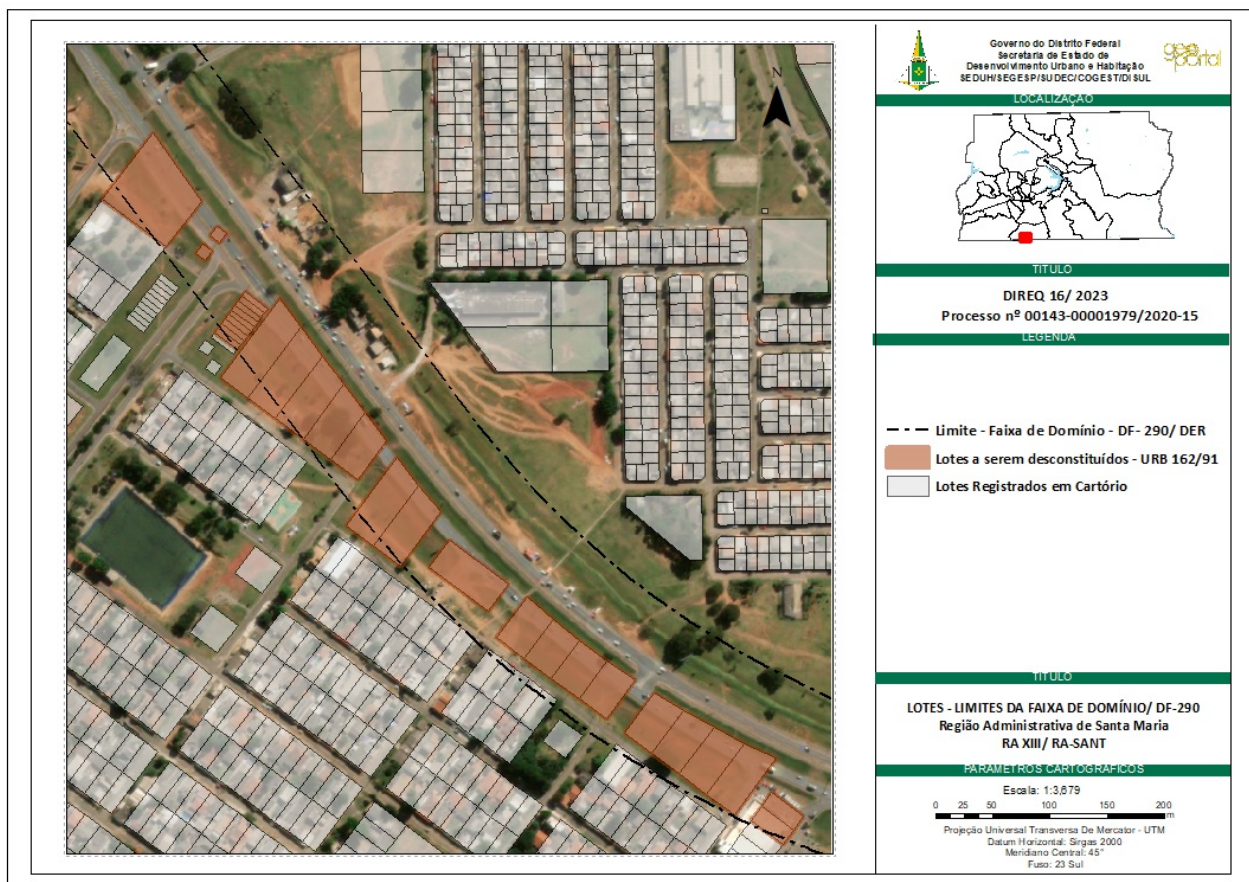 N
Governo do Distrito Federal
Secretaria de Estado de
Desenvolvimento Urbano e Habitação
SEDUH/SEGESP/SUDEC/COGEST/DISUL
geo
portal
LOCALIZAÇÃO
TITULO
DIREQ 16/ 2023
Processo nº 00143-00001979/2020-15
LEGENDA
Limite - Faixa de Domínio - DF- 290/ DER
Lotes a serem desconstituídos - URB 162/91
Lotes Registrados em Cartório
TITULO
LOTES - LIMITES DA FAIXA DE DOMÍNIO/ DF-290
Região Administrativa de Santa Maria
RA XIII/ RA-SANT
PARAMETROS CARTOGRAFICOS
Escala: 1:3,679
0 25 50 100 150 200
m
Projeção Universal Transversa De Mercator - UTM
Datum Horizontal: Sirgas 2000
Meridiano Central: 45°
Fuso: 23 Sul